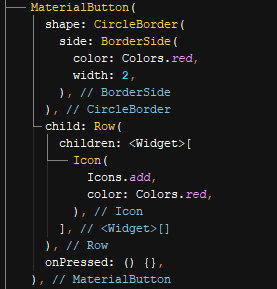 MaterialButton(
shape: CircleBorder(
side: BorderSide(
color: Colors.red,
width: 2,
), // BorderSide
), // CircleBorder
child: Row(
children: <Widget>[
Icon(
Icons.add,
color: Colors.red,
), // Icon
], // <Widget>[]
), // Row
onPressed: () {},
), // MaterialButton